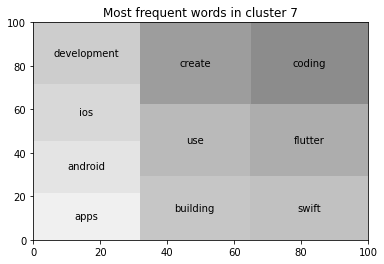 Most frequent words in cluster 7
100
80
60
40
20
0
development
ios
android
apps
create
use
building
coding
flutter
swift
0
20
40
60
80
100